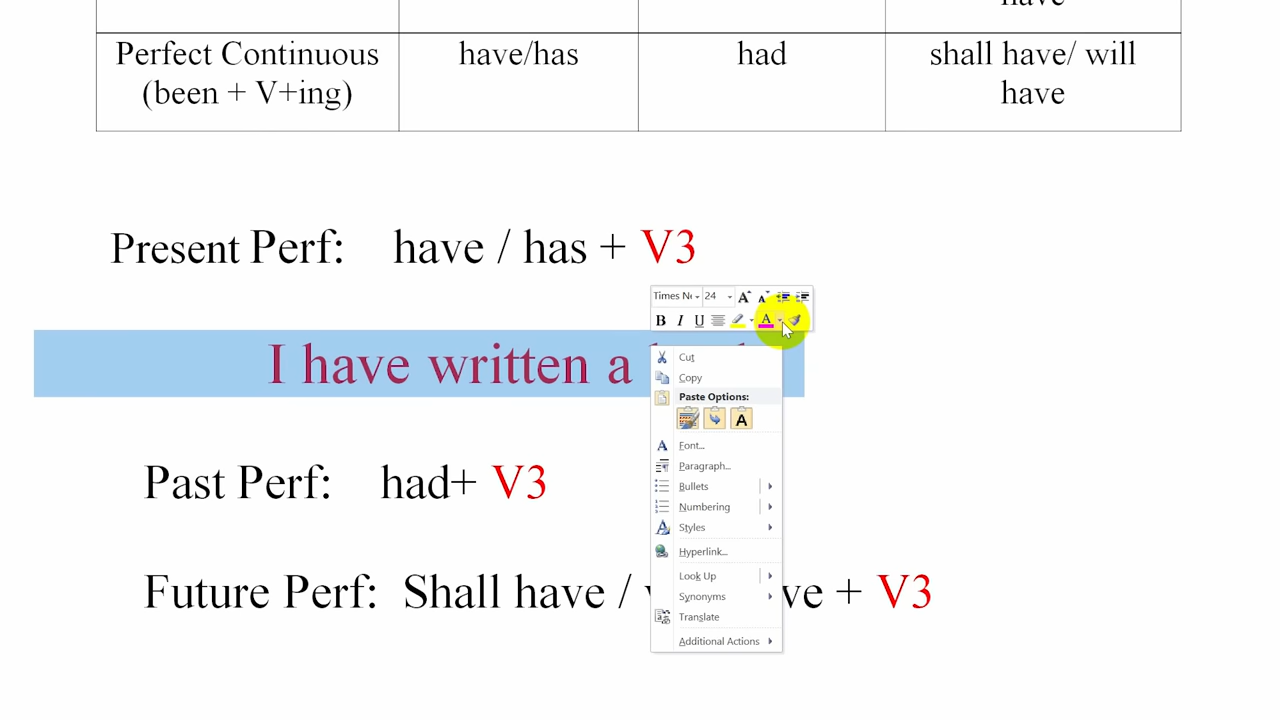 have
Perfect Continuous have/has had shall have/ will
(been + V+ing) have
Present Perf: have / has + V3
Times Ne 24 A A
B I U A
I have written a
Cut
Copy
Paste Options:
A
Font...
Paragraph...
Bullets
Past Perf: had+ V3
Numbering
Styles
Hyperlink...
Look Up
Future Perf: Shall have / + V3
Synonyms
Translate
Additional Actions